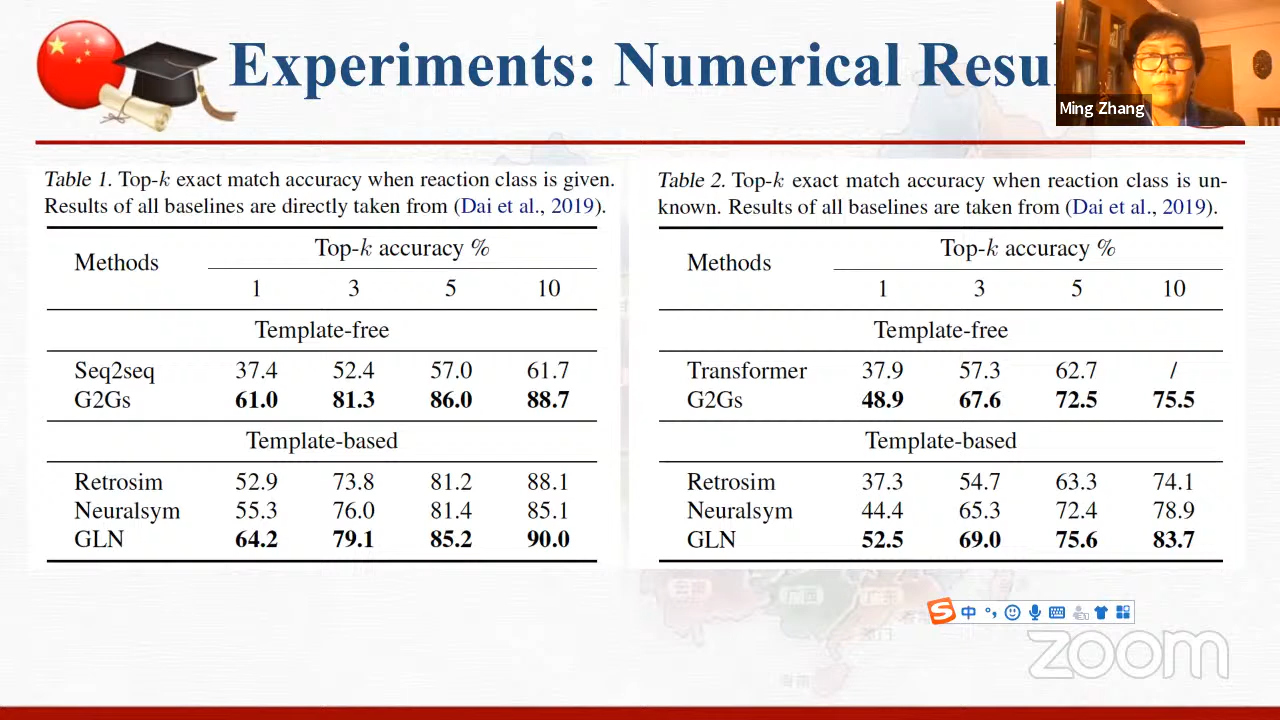 Experiments: Numerical Resul
Ming Zhang
Table 1. Top-k exact match accuracy when reaction class is given.
Results of all baselines are directly taken from (Dai et al., 2019).
Methods
Top-k accuracy %
1 3 5 10
Template-free
Seq2seq 37.4 52.4 57.0 61.7
G2Gs 61.0 81.3 86.0 88.7
Template-based
Retrosim 52.9 73.8 81.2 88.1
Neuralsym 55.3 76.0 81.4 85.1
GLN 64.2 79.1 85.2 90.0
Table 2. Top-k exact match accuracy when reaction class is un-
known. Results of all baselines are taken from (Dai et al., 2019).
Methods
Top-k accuracy %
1 3 5 10
Template-free
Transformer 37.9 57.3 62.7 /
G2Gs 48.9 67.6 72.5 75.5
Template-based
Retrosim 37.3 54.7 63.3 74.1
Neuralsym 44.4 65.3 72.4 78.9
GLN 52.5 69.0 75.6 83.7
云南 广西 广东
S 中
zoom